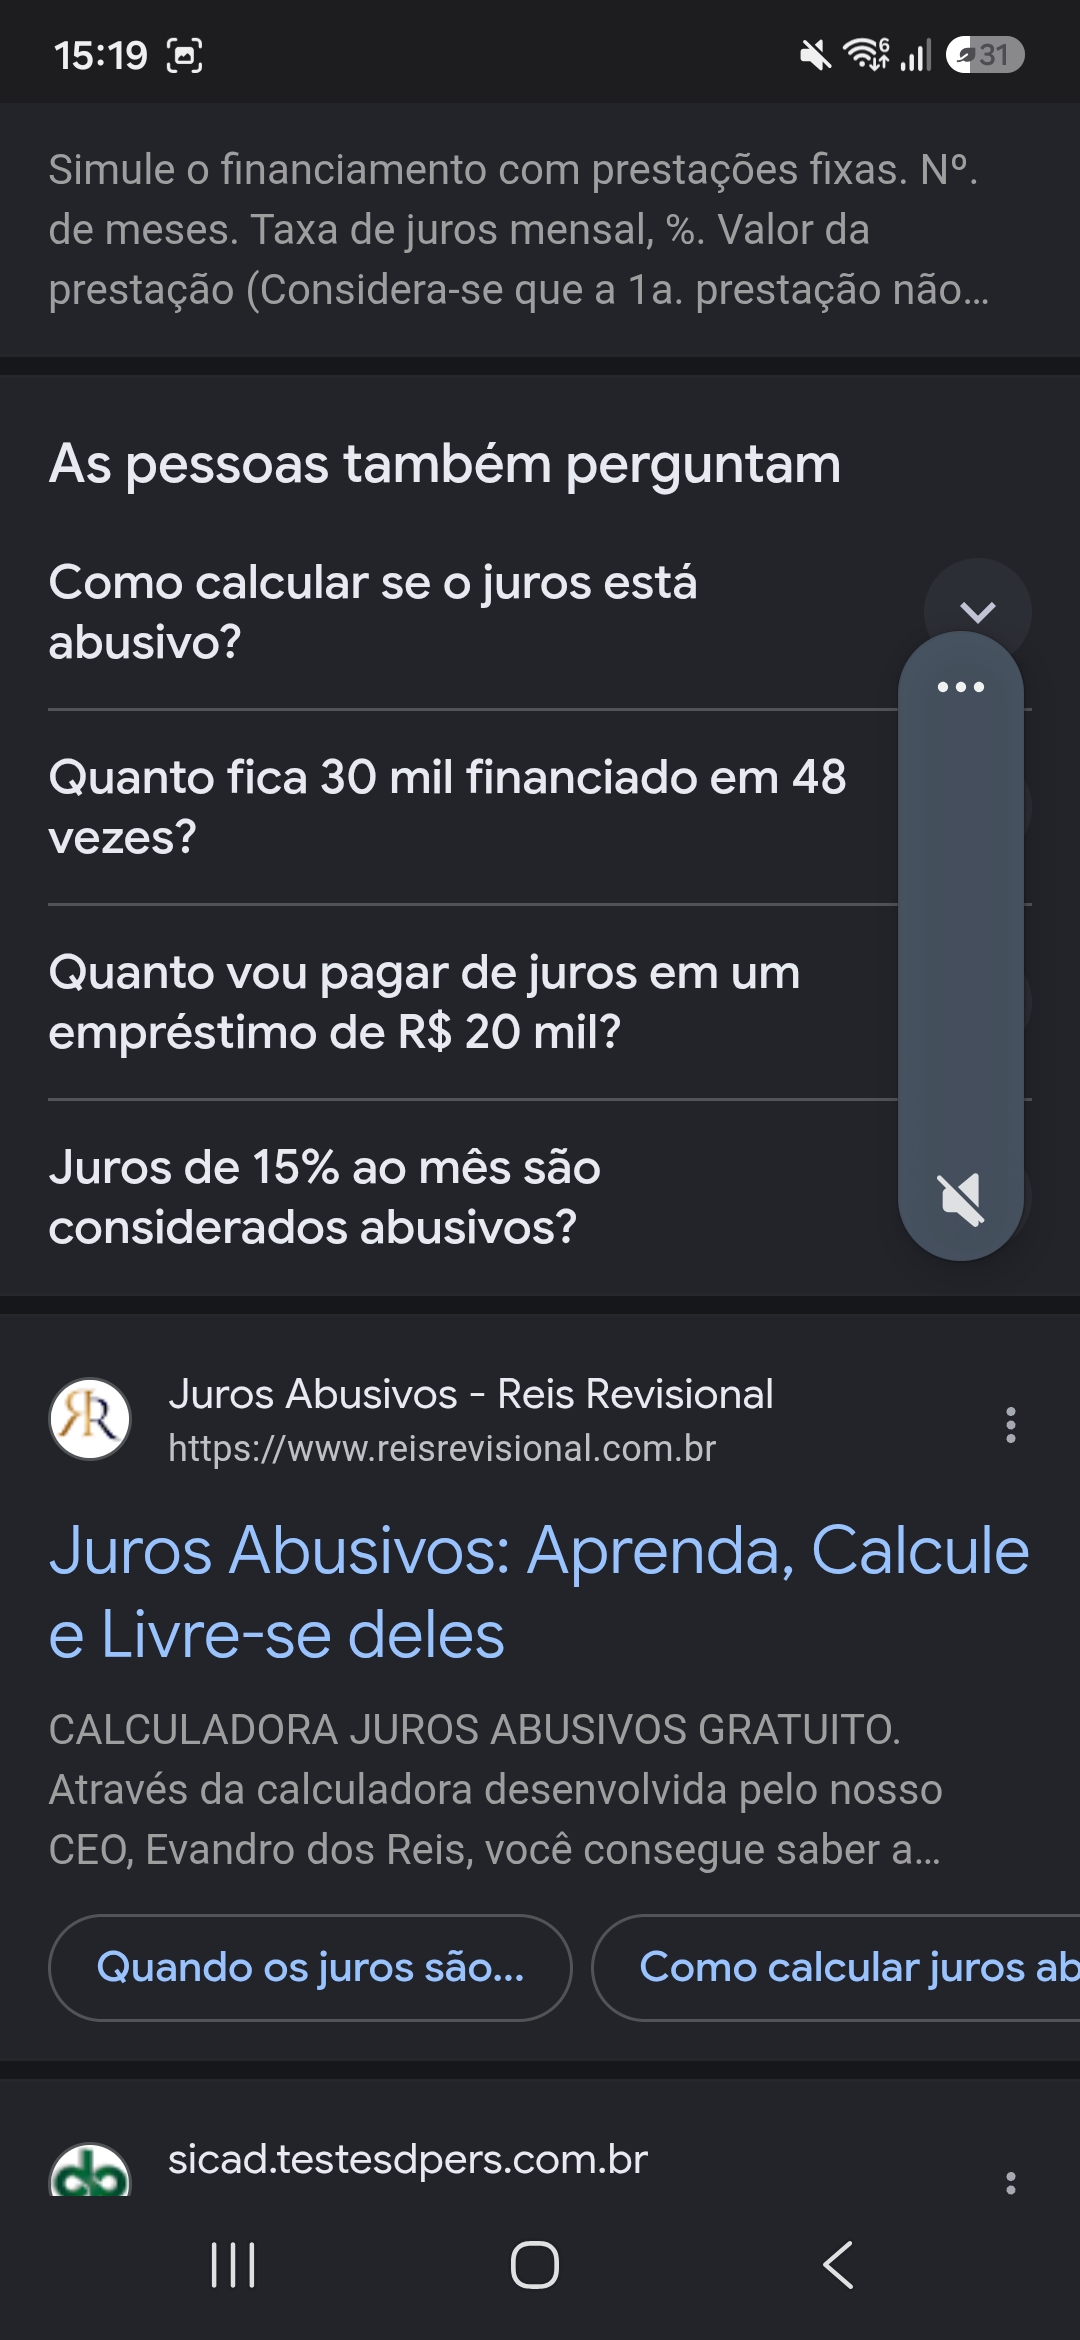 15:19
6
31
Simule o financiamento com prestações fixas. Nº.
de meses. Taxa de juros mensal, %. Valor da
prestação (Considera-se que a 1a. prestação não...
As pessoas também perguntam
Como calcular se o juros está
abusivo?
Quanto fica 30 mil financiado em 48
vezes?
Quanto vou pagar de juros em um
empréstimo de R$ 20 mil?
Juros de 15% ao mês são
considerados abusivos?
RR
Juros Abusivos - Reis Revisional
https://www.reisrevisional.com.br
Juros Abusivos: Aprenda, Calcule
e Livre-se deles
CALCULADORA JUROS ABUSIVOS GRATUITO.
Através da calculadora desenvolvida pelo nosso
CEO, Evandro dos Reis, você consegue saber a...
Quando os juros são...
Como calcular juros ab
sicad.testesdpers.com.br